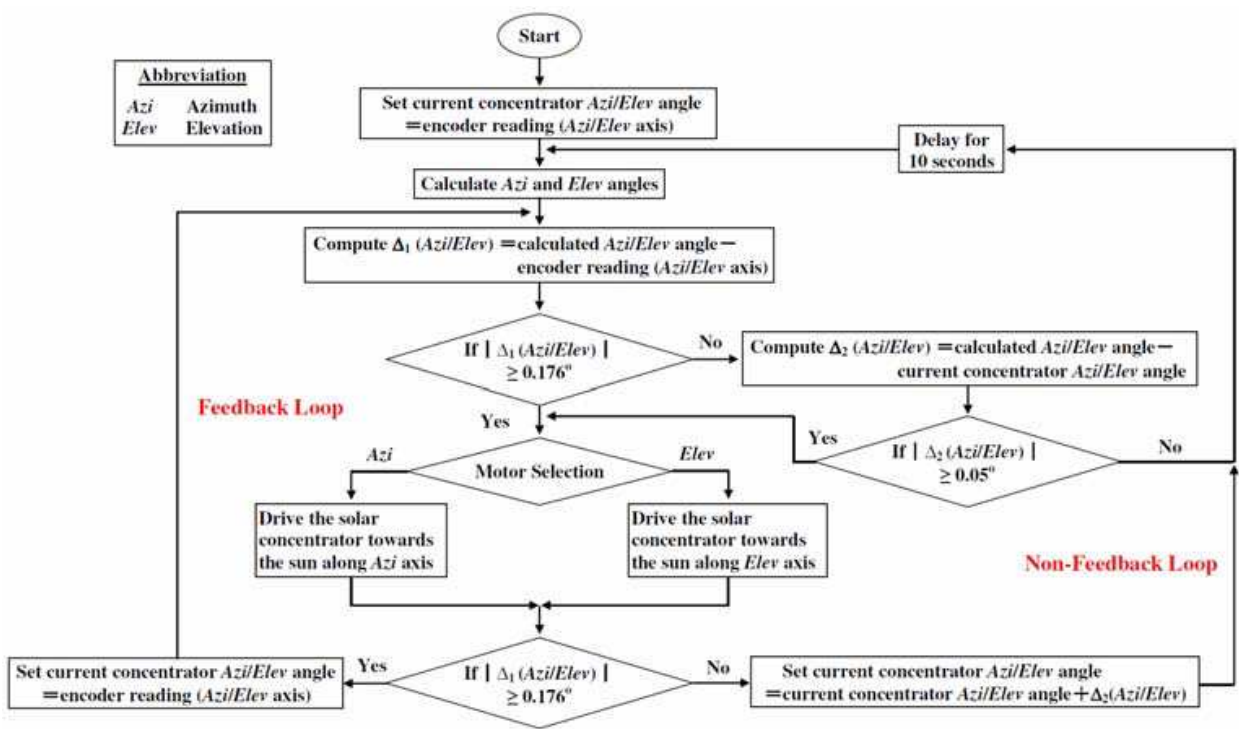 Start
Abbreviation
Azi Azimuth
Elev Elevation
Set current concentrator Azi/Elev angle
=encoder reading (Azi/Elev axis)
Delay for
10 seconds
Calculate Azi and Elev angles
Compute Δ₁ (Azi/Elev) =calculated Azi/Elev angle−
encoder reading (Azi/Elev axis)
If | Δ₁ (Azi/Elev) |
≥ 0.176°
No
Compute Δ₂ (Azi/Elev) =calculated Azi/Elev angle−
current concentrator Azi/Elev angle
Feedback Loop
Yes
Yes
If | Δ₂ (Azi/Elev) |
≥ 0.05°
No
Azi
Motor Selection
Elev
Drive the solar
concentrator towards
the sun along Azi axis
Drive the solar
concentrator towards
the sun along Elev axis
Non-Feedback Loop
Set current concentrator Azi/Elev angle
=encoder reading (Azi/Elev axis)
Yes
If | Δ₁ (Azi/Elev) |
≥ 0.176°
No
Set current concentrator Azi/Elev angle
=current concentrator Azi/Elev angle+Δ₂(Azi/Elev)